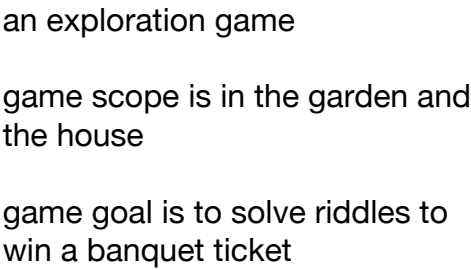 an exploration game
game scope is in the garden and
the house
game goal is to solve riddles to
win a banquet ticket